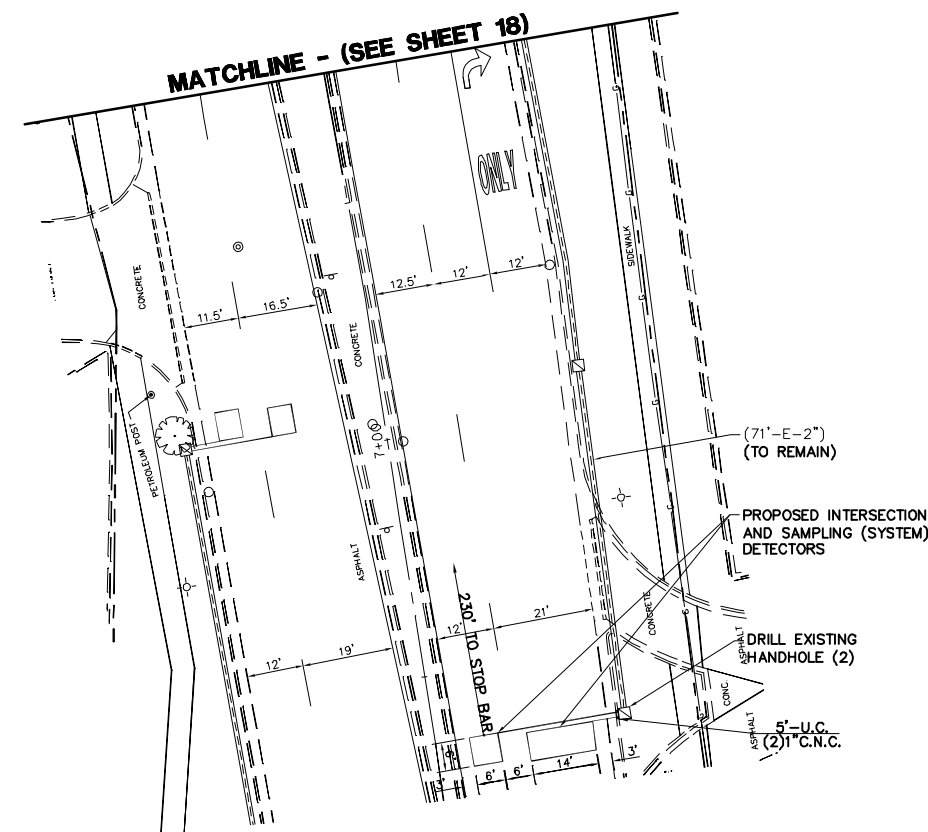 MATCHLINE - (SEE SHEET 18)
ONLY
G
SIDEWALK
G
CONCRETE
12.5' 12' 12'
11.5' 16.5'
G
CONCRETE
G
7+00
PETROLEUM POST
(71'-E-2")
(TO REMAIN)
G
PROPOSED INTERSECTION
AND SAMPLING (SYSTEM)
DETECTORS
ASPHALT
230' TO STOP BAR
CONCRETE
G
12' 21'
ASPHALT
DRILL EXISTING
HANDHOLE (2)
12' 19'
CONC.
G
ASPHALT
5'-U.C.
(2)1"C.N.C.
6'
3'
3' 6' 6' 14'